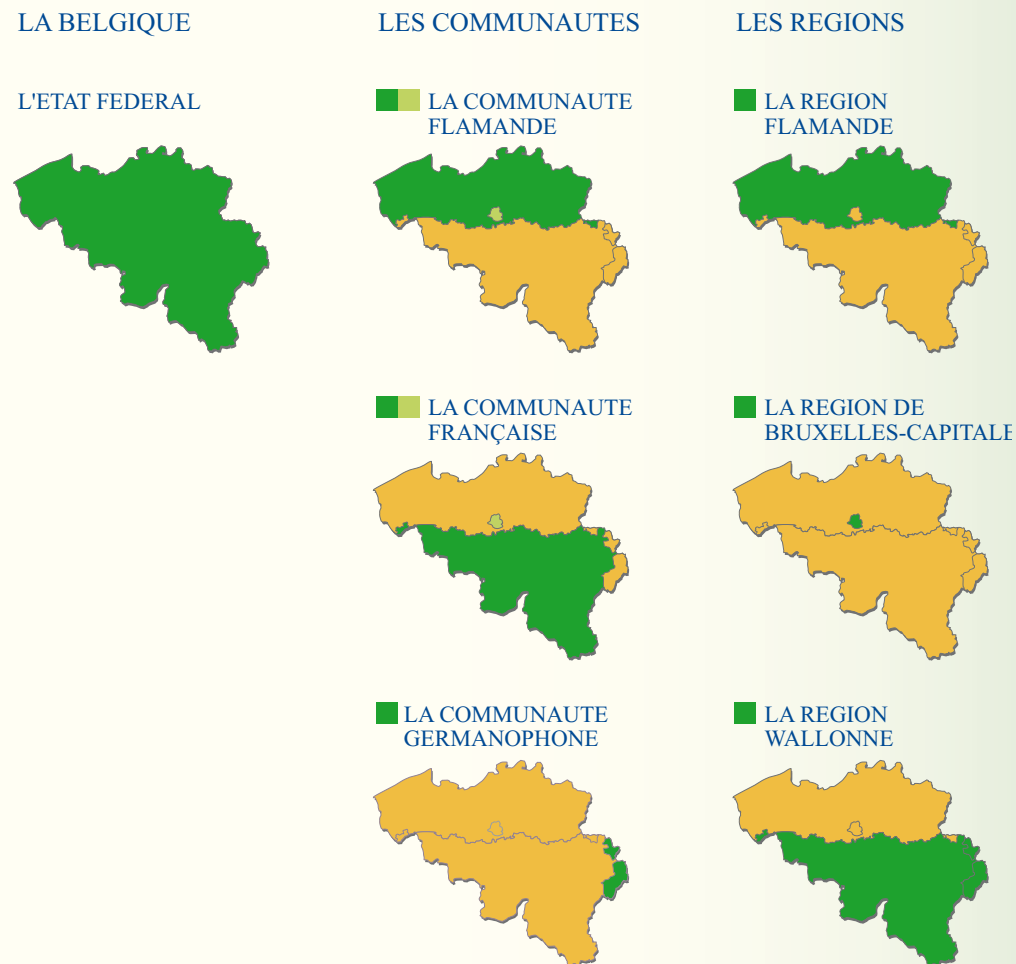 LA BELGIQUE
LES COMMUNAUTES
LES REGIONS
L'ETAT FEDERAL
LA COMMUNAUTE
FLAMANDE
LA REGION
FLAMANDE
LA COMMUNAUTE
FRANÇAISE
LA REGION DE
BRUXELLES-CAPITALE
LA COMMUNAUTE
GERMANOPHONE
LA REGION
WALLONNE